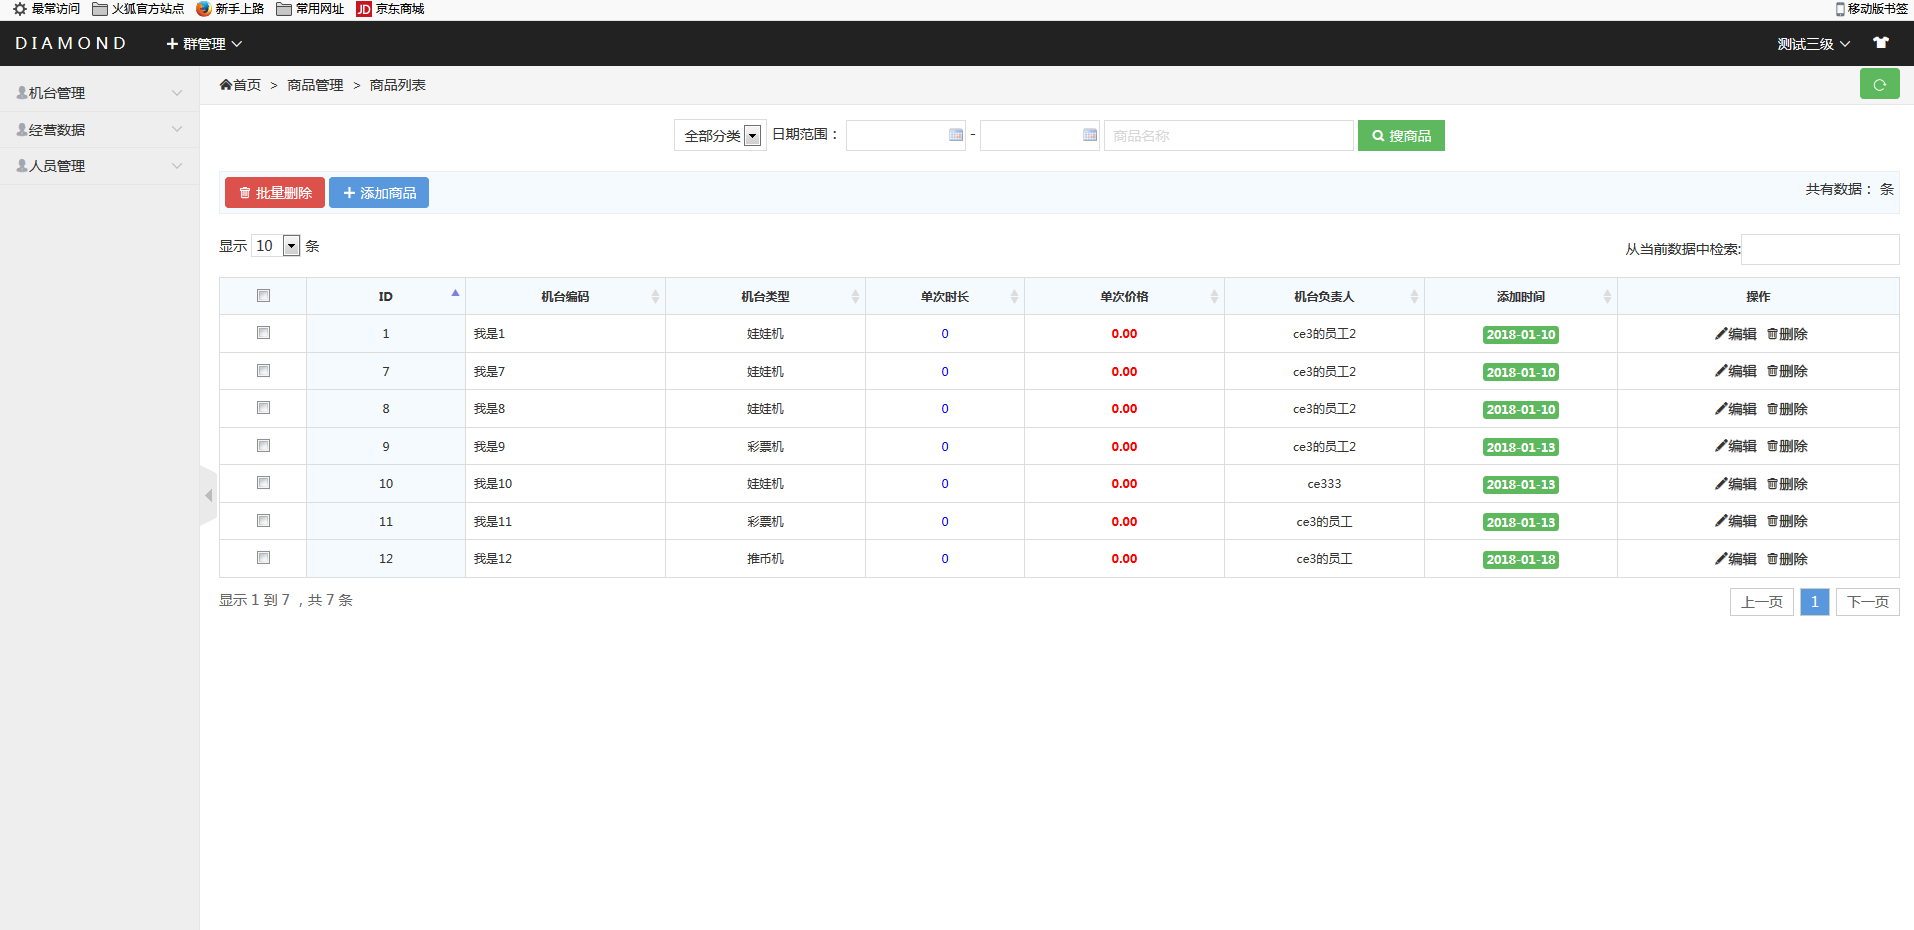 最常访问 火狐官方站点 新手上路 常用网址 JD 京东商城 移动版书签
DIAMOND 群管理 测试三级
机台管理
经营数据
人员管理
首页 > 商品管理 > 商品列表
全部分类 日期范围： - 商品名称 搜商品
批量删除 添加商品 共有数据： 条
显示 10 条 从当前数据中检索:
ID 机台编码 机台类型 单次时长 单次价格 机台负责人 添加时间 操作
1 我是1 娃娃机 0 0.00 ce3的员工2 2018-01-10 编辑 删除
7 我是7 娃娃机 0 0.00 ce3的员工2 2018-01-10 编辑 删除
8 我是8 娃娃机 0 0.00 ce3的员工2 2018-01-10 编辑 删除
9 我是9 彩票机 0 0.00 ce3的员工2 2018-01-13 编辑 删除
10 我是10 娃娃机 0 0.00 ce333 2018-01-13 编辑 删除
11 我是11 彩票机 0 0.00 ce3的员工 2018-01-13 编辑 删除
12 我是12 推币机 0 0.00 ce3的员工 2018-01-18 编辑 删除
显示 1 到 7 ，共 7 条 上一页 1 下一页